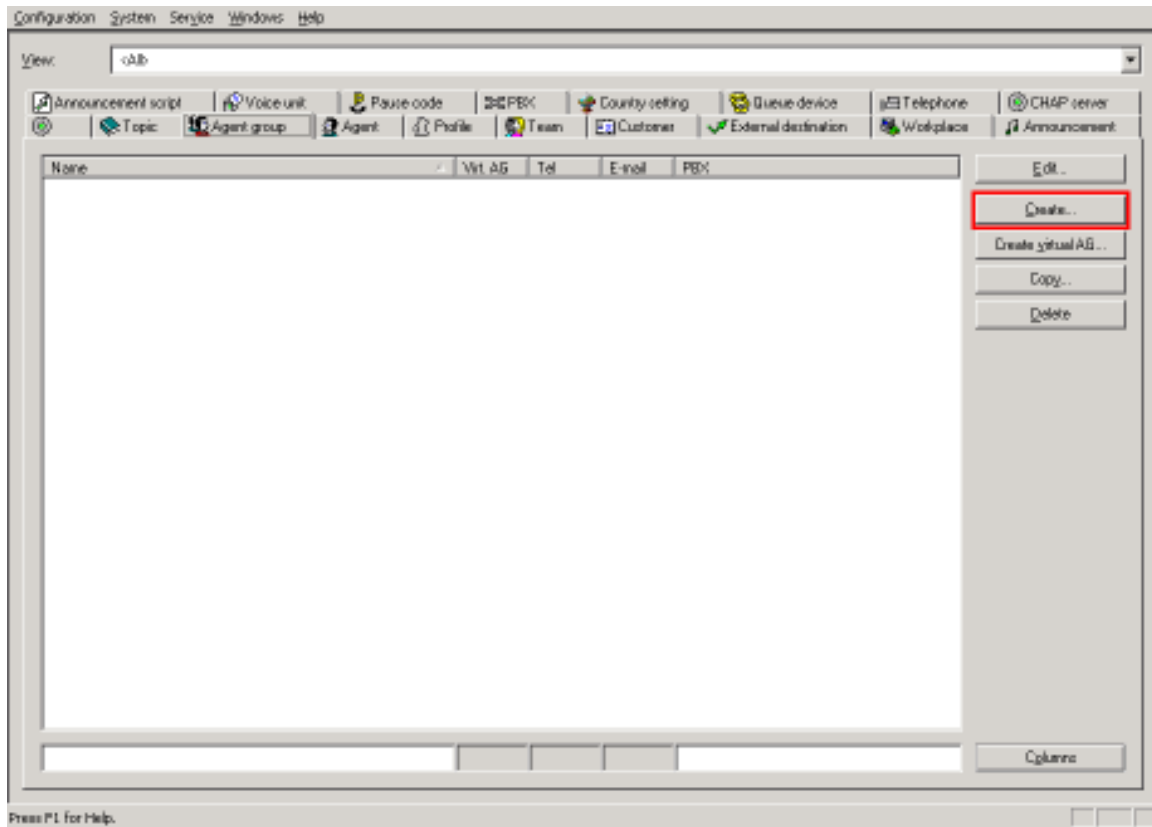 Configuration System Service Windows Help
View: <All>
Announcement script Voice unit Pause code PBX Country setting Queue device Telephone CHAP server
Topic Agent group Agent Profile Team Customer External destination Workplace Announcement
Name Virt. AG Tel E-mail PBX
Edit...
Create...
Create virtual AG...
Copy...
Delete
Columns
Press F1 for Help.